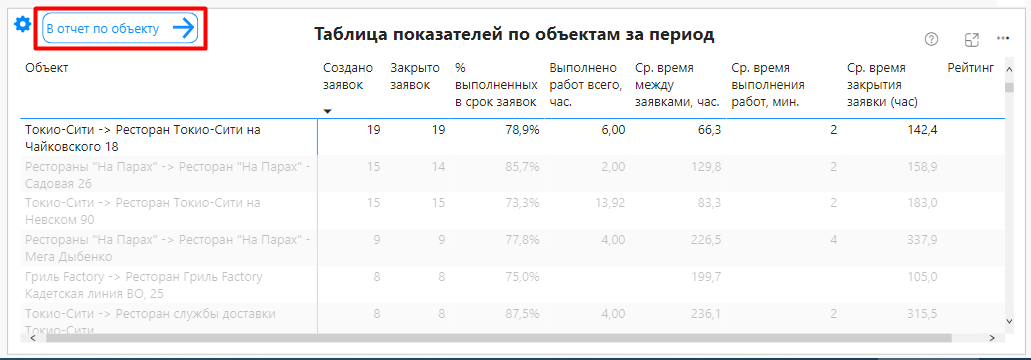 В отчет по объекту
Таблица показателей по объектам за период
Объект
Создано заявок
Закрыто заявок
% выполненных в срок заявок
Выполнено работ всего, час.
Ср. время между заявками, час.
Ср. время выполнения работ, мин.
Ср. время закрытия заявки (час)
Рейтинг
Токио-Сити -> Ресторан Токио-Сити на 19 19 78,9% 6,00 66,3 2 142,4
Чайковского 18
Рестораны "На Парах" -> Ресторан "На Парах" - 15 14 85,7% 2,00 129,8 2 158,9
Садовая 26
Токио-Сити -> Ресторан Токио-Сити на 15 15 73,3% 13,92 83,3 2 183,0
Невском 90
Рестораны "На Парах" -> Ресторан "На Парах" - 9 9 77,8% 4,00 226,5 4 337,9
Мега Дыбенко
Гриль Factory -> Ресторан Гриль Factory 8 8 75,0% 199,7 105,0
Кадетская линия ВО, 25
Токио-Сити -> Ресторан службы доставки 8 8 87,5% 4,00 236,1 2 315,5
Токио-Сити